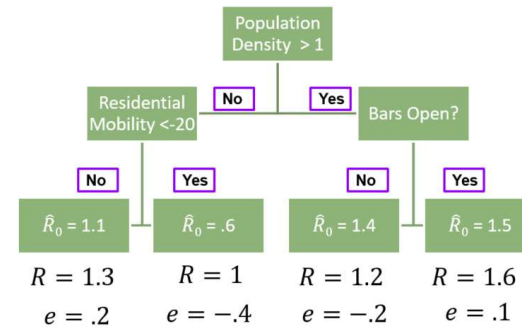 Population
Density > 1
No
Yes
Residential
Mobility <-20
Bars Open?
No
Yes
No
Yes
R̂₀ = 1.1
R̂₀ = .6
R̂₀ = 1.4
R̂₀ = 1.5
R = 1.3
R = 1
R = 1.2
R = 1.6
e = .2
e = −.4
e = −.2
e = .1